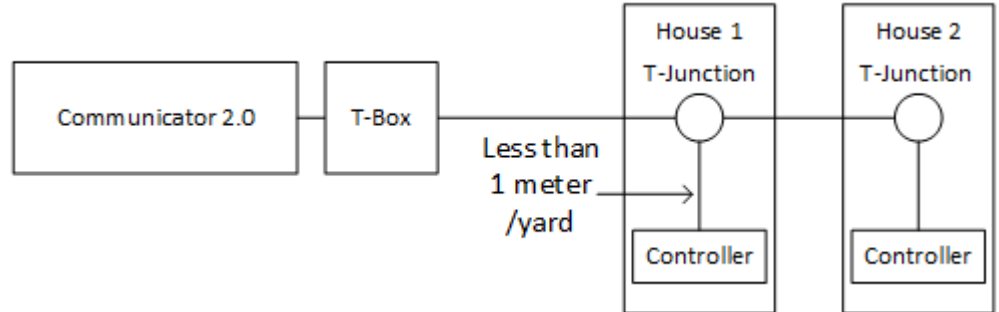 House 1
House 2
T-Junction
T-Junction
Communicator 2.0
T-Box
Less than
1 meter
/yard
Controller
Controller